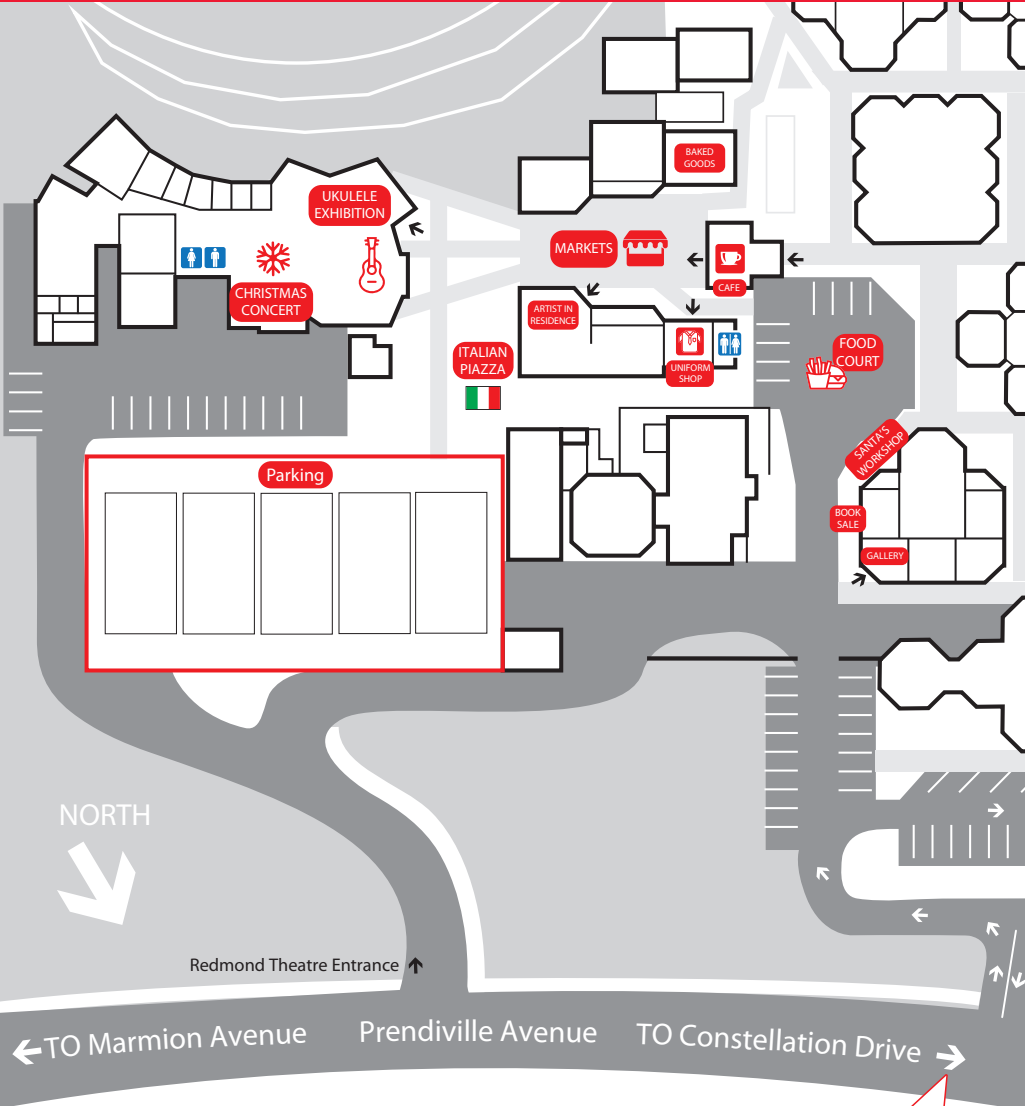 BAKED
GOODS
UKULELE
EXHIBITION
MARKETS
CAFE
CHRISTMAS
CONCERT
ARTIST IN
RESIDENCE
ITALIAN
PIAZZA
UNIFORM
SHOP
FOOD
COURT
SANTA'S
WORKSHOP
Parking
BOOK
SALE
GALLERY
NORTH
Redmond Theatre Entrance
TO Marmion Avenue
Prendiville Avenue
TO Constellation Drive